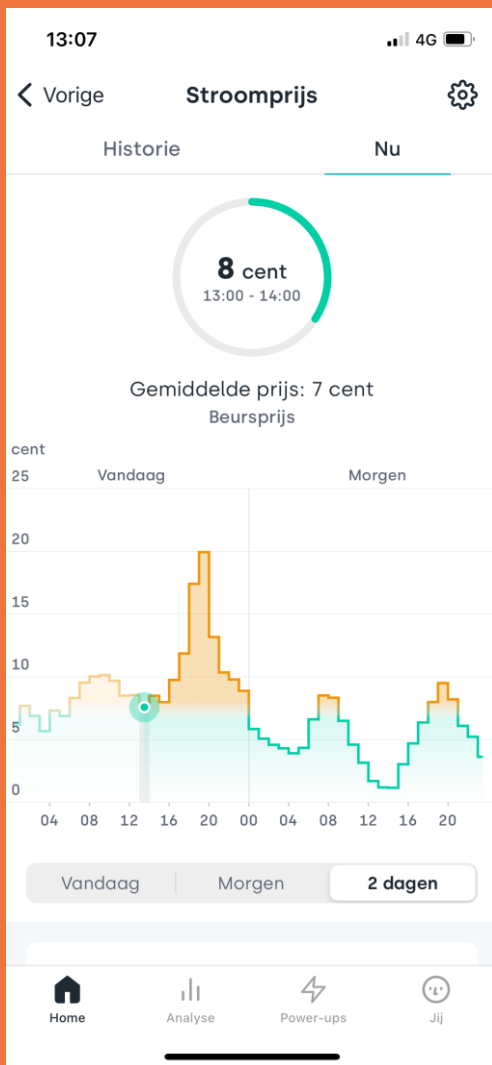 13:07 4G
Vorige Stroomprijs
Historie Nu
8 cent
13:00 - 14:00
Gemiddelde prijs: 7 cent
Beursprijs
cent
25 Vandaag Morgen
20
15
10
5
0
04 08 12 16 20 00 04 08 12 16 20
Vandaag Morgen 2 dagen
Home Analyse Power-ups Jij